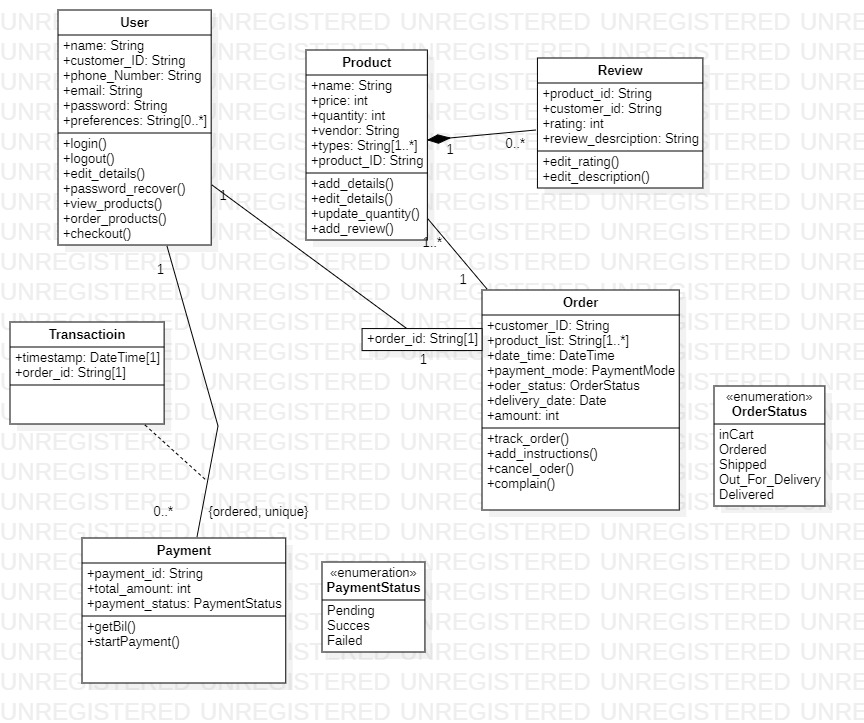 UNREGISTERED
User
+name: String
+customer_ID: String
+phone_Number: String
+email: String
+password: String
+preferences: String[0..*]
+login()
+logout()
+edit_details()
+password_recover()
+view_products()
+order_products()
+checkout()
Product
+name: String
+price: int
+quantity: int
+vendor: String
+types: String[1..*]
+product_ID: String
+add_details()
+edit_details()
+update_quantity()
+add_review()
Review
+product_id: String
+customer_id: String
+rating: int
+review_desrciption: String
+edit_rating()
+edit_description()
1
0..*
1
1..*
1
1
Order
+customer_ID: String
+product_list: String[1..*]
+date_time: DateTime
+payment_mode: PaymentMode
+oder_status: OrderStatus
+delivery_date: Date
+amount: int
+track_order()
+add_instructions()
+cancel_oder()
+complain()
+order_id: String[1]
1
Transactioin
+timestamp: DateTime[1]
+order_id: String[1]
«enumeration»
OrderStatus
inCart
Ordered
Shipped
Out_For_Delivery
Delivered
0..*
{ordered, unique}
Payment
+payment_id: String
+total_amount: int
+payment_status: PaymentStatus
+getBil()
+startPayment()
«enumeration»
PaymentStatus
Pending
Succes
Failed